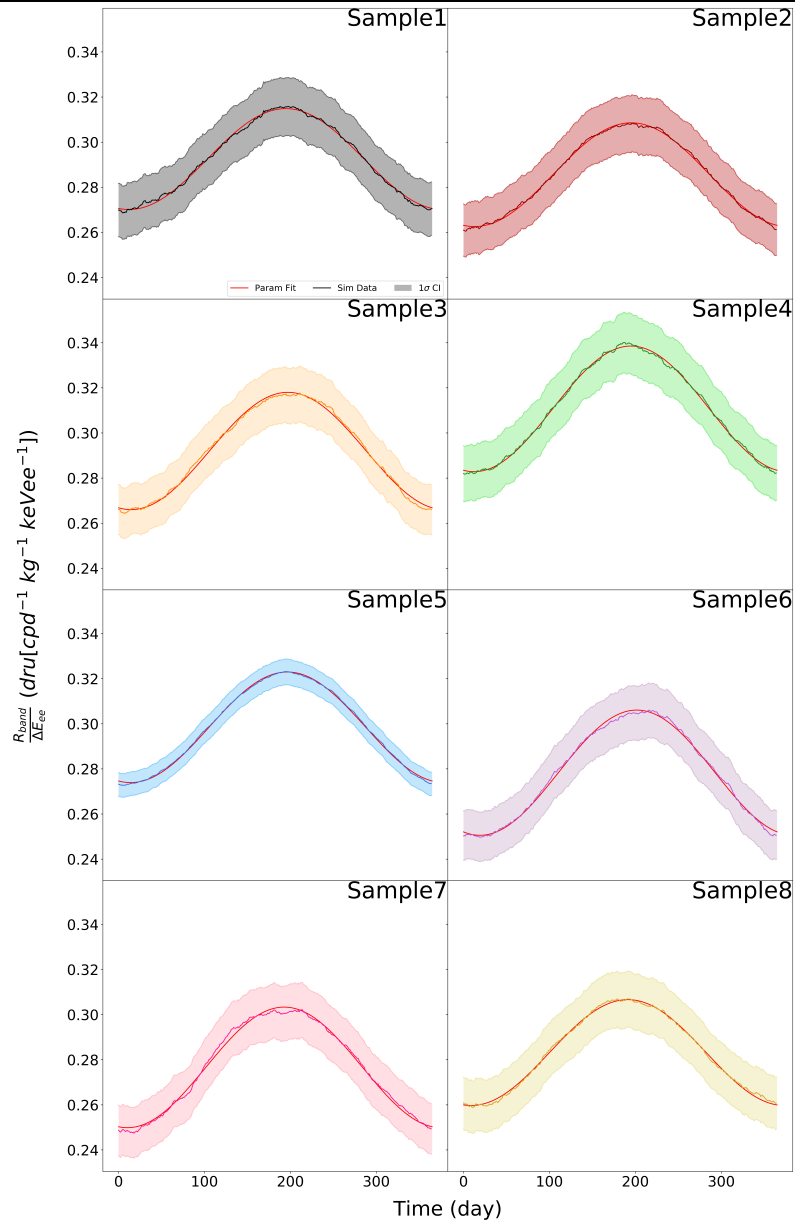 Sample1
Sample2
0.34
0.32
0.30
0.28
0.26
0.24
Param Fit Sim Data 1σ CI
Sample3
Sample4
0.34
0.32
0.30
0.28
0.26
0.24
Sample5
Sample6
0.34
0.32
0.30
0.28
0.26
0.24
Sample7
Sample8
0.34
0.32
0.30
0.28
0.26
0.24
0 100 200 300 0 100 200 300
Time (day)
R_band/ΔE_ee (dru[cpd⁻¹ kg⁻¹ keVee⁻¹])